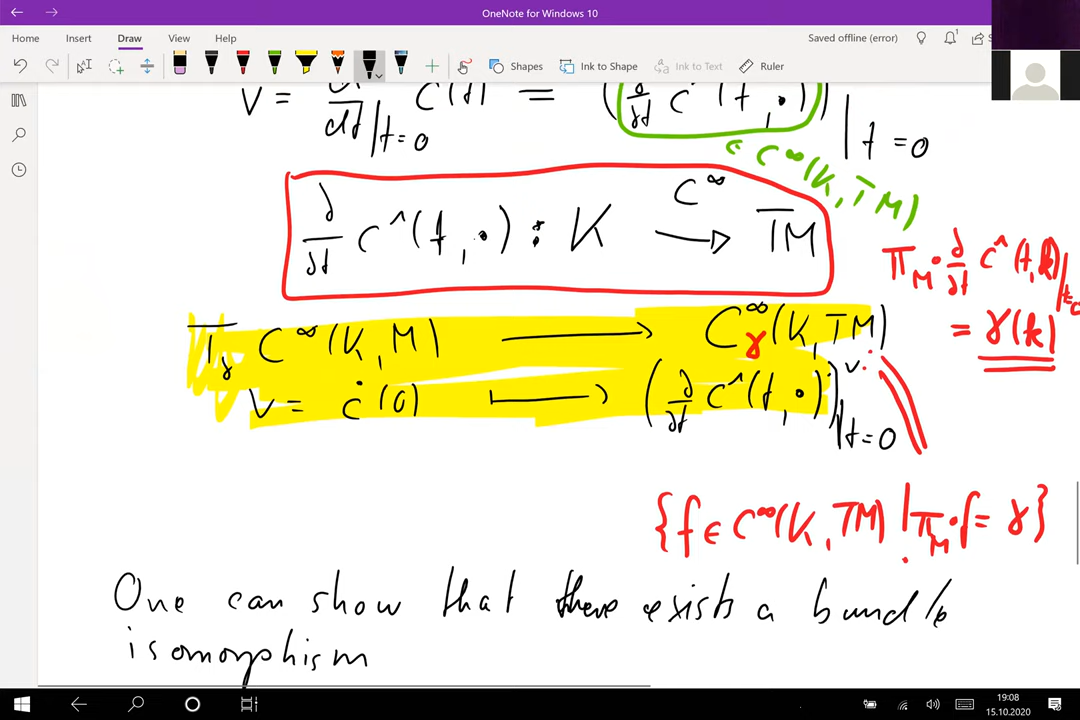 OneNote for Windows 10
Home Insert Draw View Help Saved offline (error)
Shapes Ink to Shape Ink to Text Ruler
V = d/dt |t=0 C(t) = (∂/∂t c^(t,•))|t=0
∈ C^∞(K, TM)
∂/∂t c^(t,•) : K →^{C^∞} TM
π_M ∘ ∂/∂t c^(t,k)|t=0
= γ(k)
T_γ C^∞(K,M) ⟶ C^∞_γ(K,TM)
V = ċ(0) ⟼ (∂/∂t c^(t,•))|t=0
{f ∈ C^∞(K,TM) | π_M∘f = γ}
One can show that there exists a bundle
isomorphism
19:08
15.10.2020